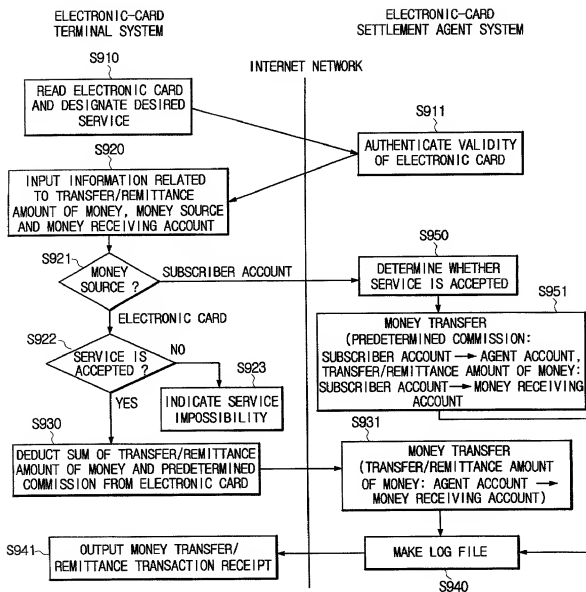 ELECTRONIC-CARD
TERMINAL SYSTEM
ELECTRONIC-CARD
SETTLEMENT AGENT SYSTEM
INTERNET NETWORK
S910
READ ELECTRONIC CARD
AND DESIGNATE DESIRED
SERVICE
S911
AUTHENTICATE VALIDITY
OF ELECTRONIC CARD
S920
INPUT INFORMATION RELATED
TO TRANSFER/REMITTANCE
AMOUNT OF MONEY, MONEY SOURCE
AND MONEY RECEIVING ACCOUNT
S921
MONEY
SOURCE ?
SUBSCRIBER ACCOUNT
S950
DETERMINE WHETHER
SERVICE IS ACCEPTED
ELECTRONIC CARD
S951
MONEY TRANSFER
(PREDETERMINED COMMISSION:
SUBSCRIBER ACCOUNT → AGENT ACCOUNT,
TRANSFER/REMITTANCE AMOUNT OF MONEY:
SUBSCRIBER ACCOUNT → MONEY RECEIVING
ACCOUNT
S922
SERVICE IS
ACCEPTED ?
NO
S923
INDICATE SERVICE
IMPOSSIBILITY
YES
S930
DEDUCT SUM OF TRANSFER/REMITTANCE
AMOUNT OF MONEY AND PREDETERMINED
COMMISSION FROM ELECTRONIC CARD
S931
MONEY TRANSFER
(TRANSFER/REMITTANCE AMOUNT
OF MONEY: AGENT ACCOUNT →
MONEY RECEIVING ACCOUNT)
S941
OUTPUT MONEY TRANSFER/
REMITTANCE TRANSACTION RECEIPT
MAKE LOG FILE
S940